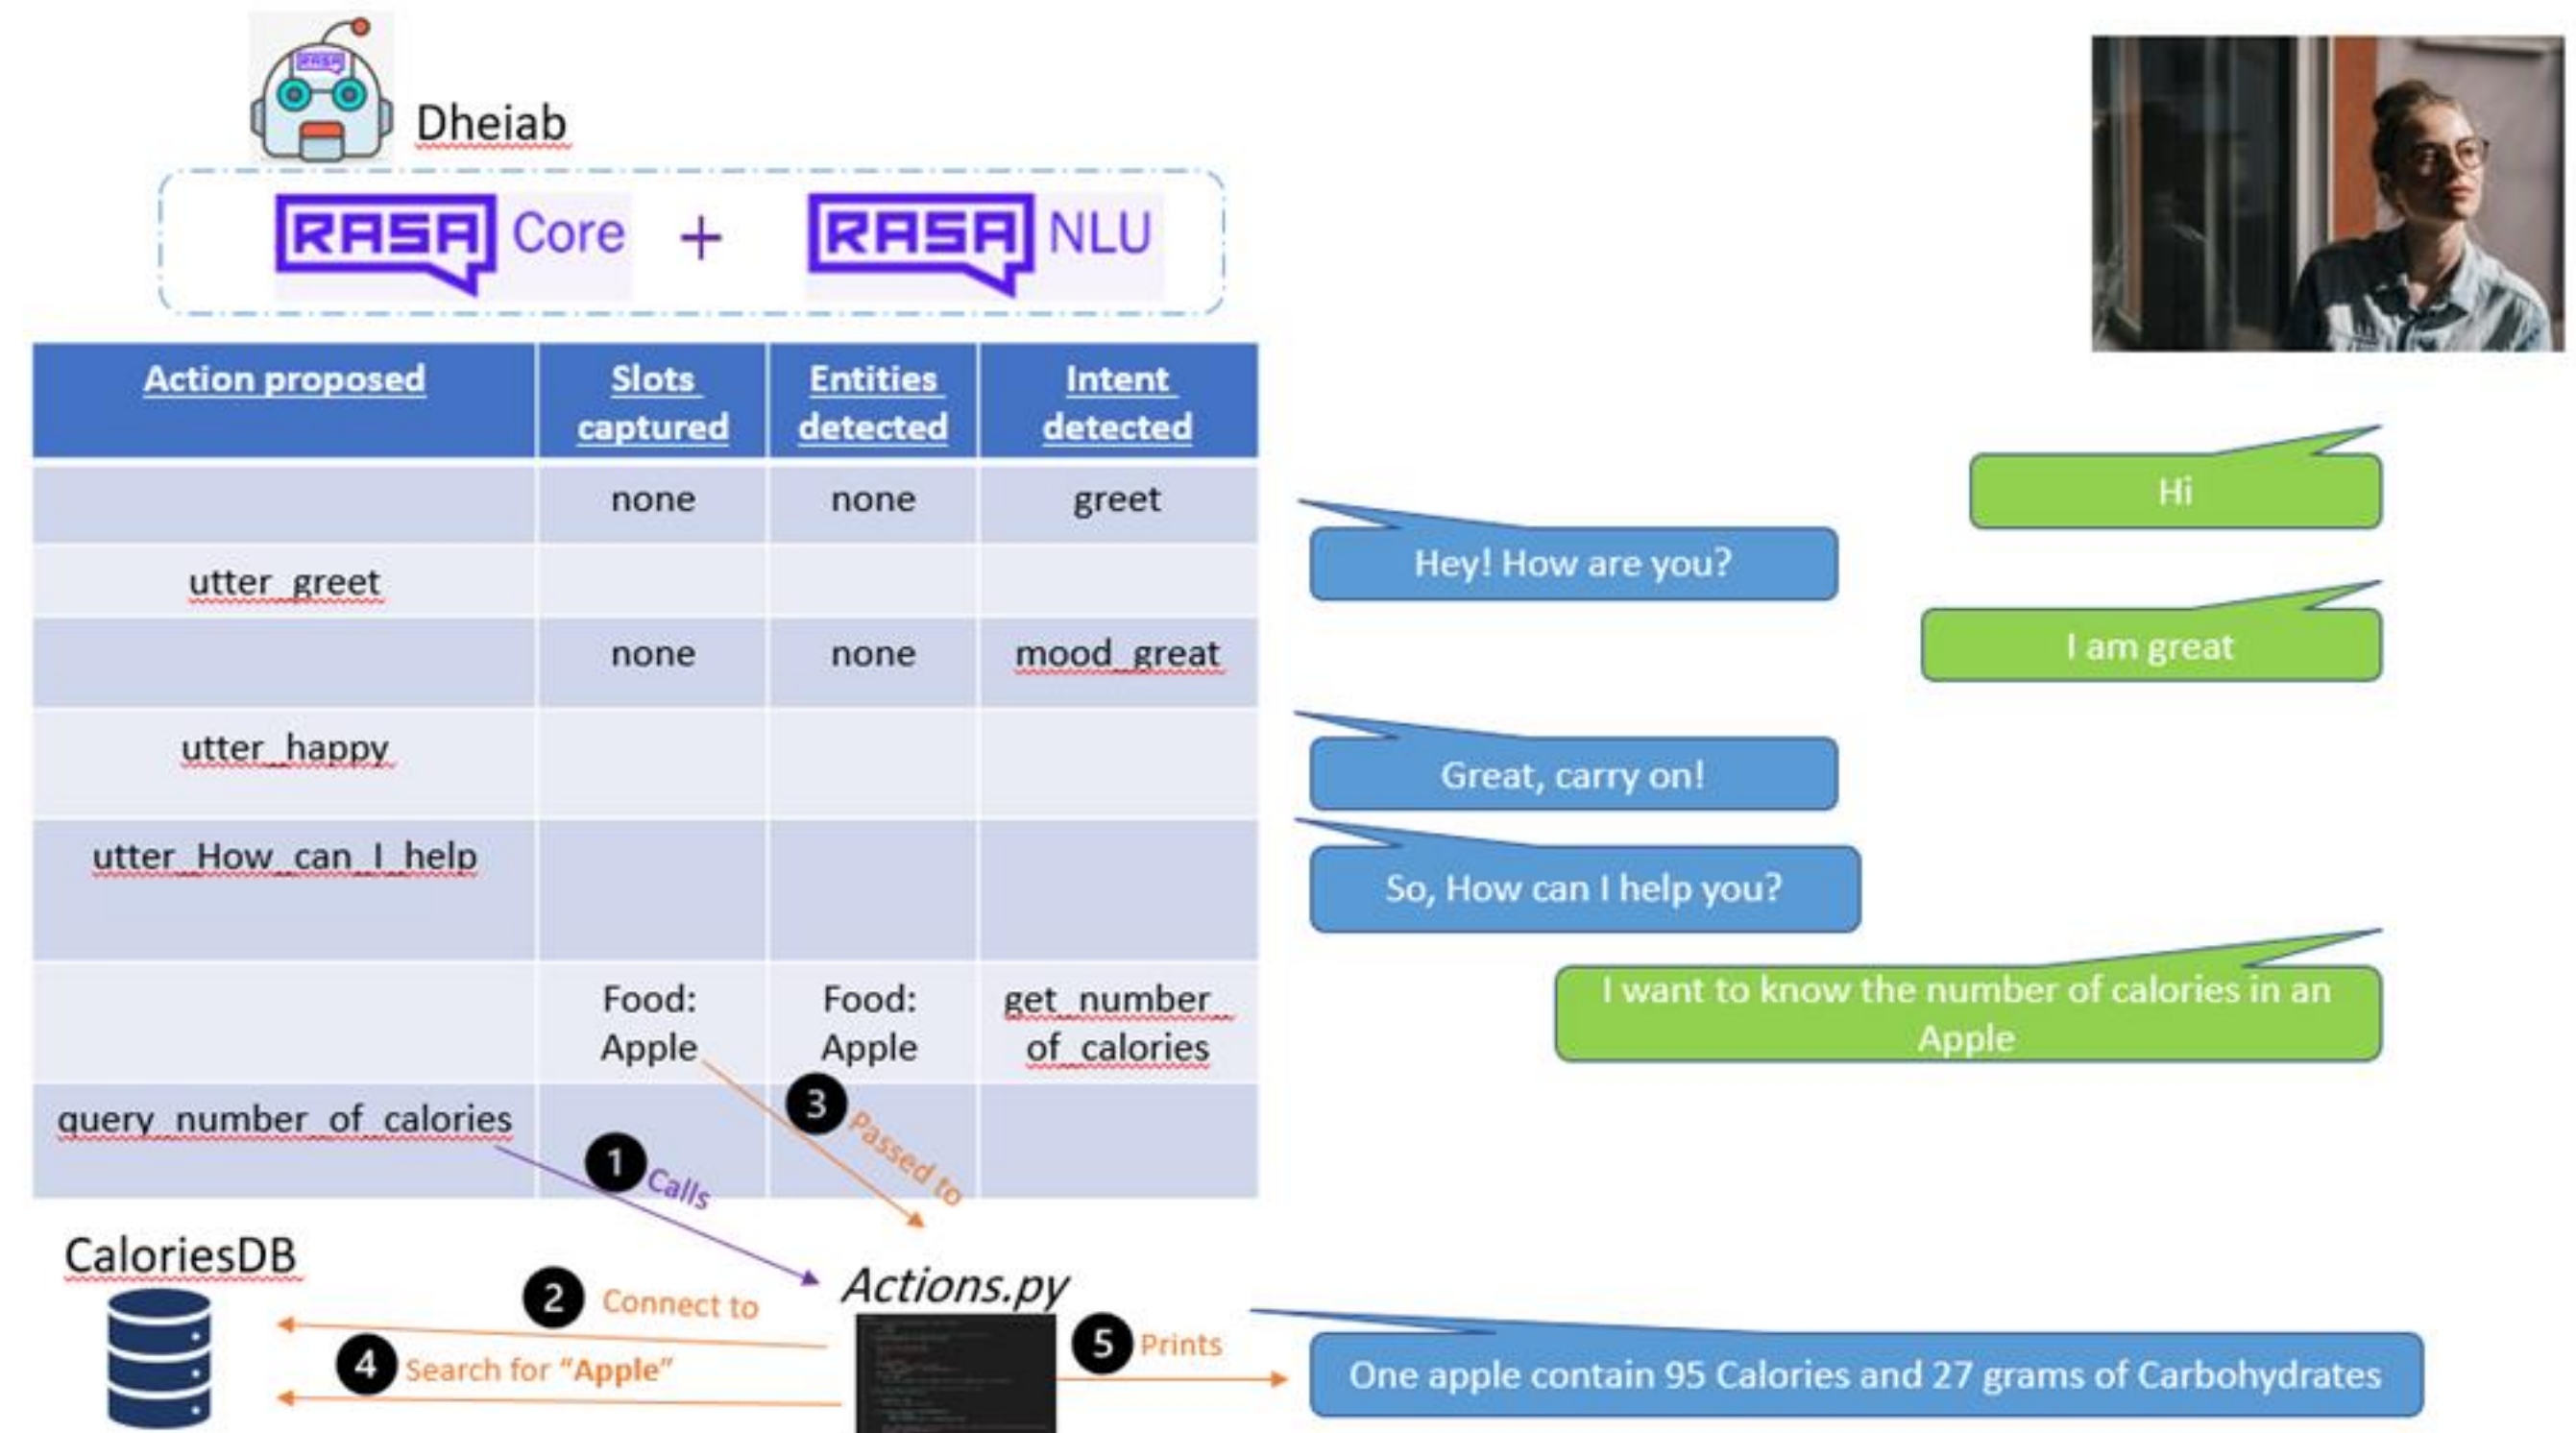 RASA
Dheiab
RASA Core + RASA NLU
Action proposed
Slots
captured
Entities
detected
Intent
detected
none
none
greet
Hi
Hey! How are you?
utter_greet
none
none
mood_great
I am great
utter_happy
Great, carry on!
utter_How_can_I_help
So, How can I help you?
Food:
Apple
Food:
Apple
get_number_
of_calories
I want to know the number of calories in an
Apple
query_number_of_calories
1 Calls
3 Passed to
CaloriesDB
Actions.py
2 Connect to
4 Search for “Apple”
5 Prints
One apple contain 95 Calories and 27 grams of Carbohydrates